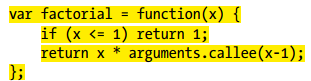 var factorial = function(x) {
    if (x <= 1) return 1;
    return x * arguments.callee(x-1);
};